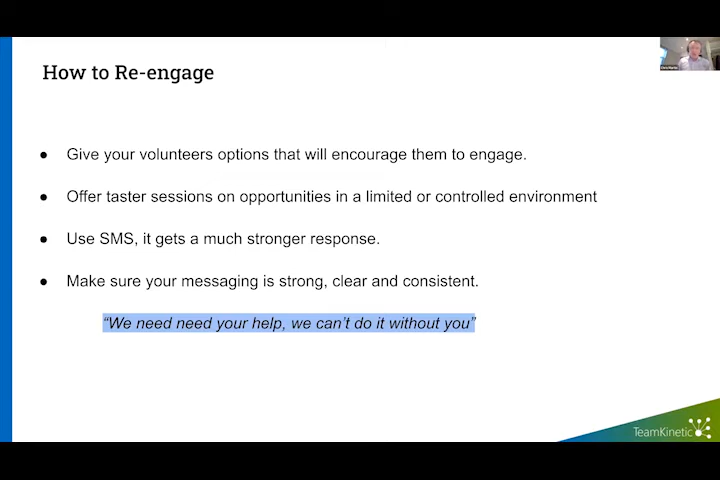 How to Re-engage
● Give your volunteers options that will encourage them to engage.
● Offer taster sessions on opportunities in a limited or controlled environment
● Use SMS, it gets a much stronger response.
● Make sure your messaging is strong, clear and consistent.
“We need need your help, we can’t do it without you”
TeamKinetic